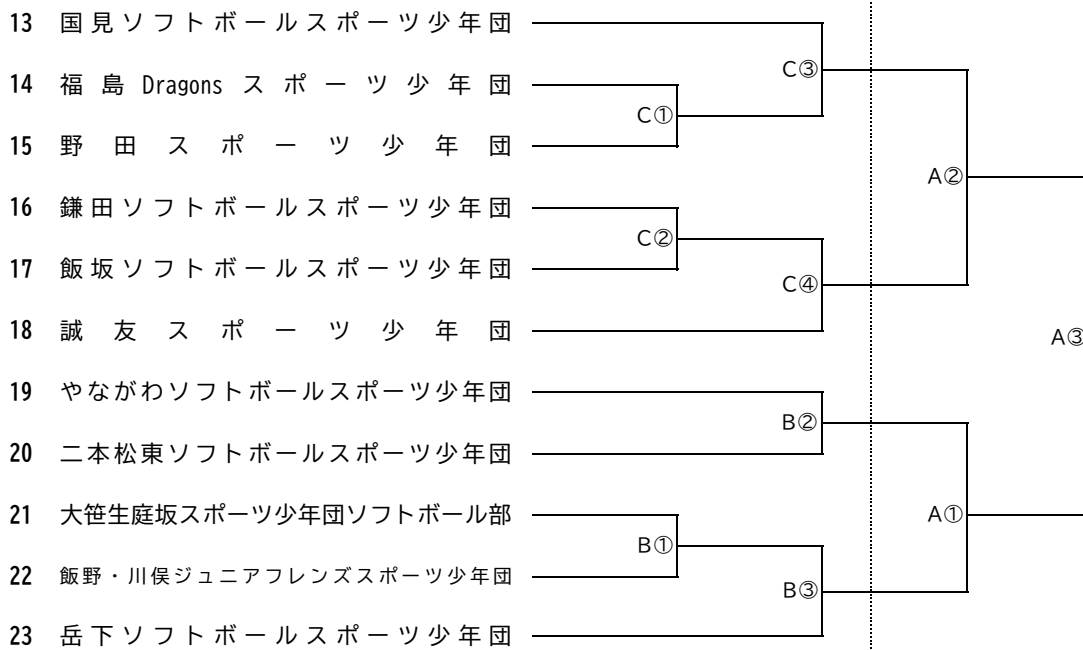 13 国見ソフトボールスポーツ少年団
C③
14 福島Dragonsスポーツ少年団
C①
15 野田スポーツ少年団
A②
16 鎌田ソフトボールスポーツ少年団
C②
17 飯坂ソフトボールスポーツ少年団
C④
18 誠友スポーツ少年団
A③
19 やながわソフトボールスポーツ少年団
B②
20 二本松東ソフトボールスポーツ少年団
21 大笹生庭坂スポーツ少年団ソフトボール部
A①
B①
22 飯野・川俣ジュニアフレンズスポーツ少年団
B③
23 岳下ソフトボールスポーツ少年団